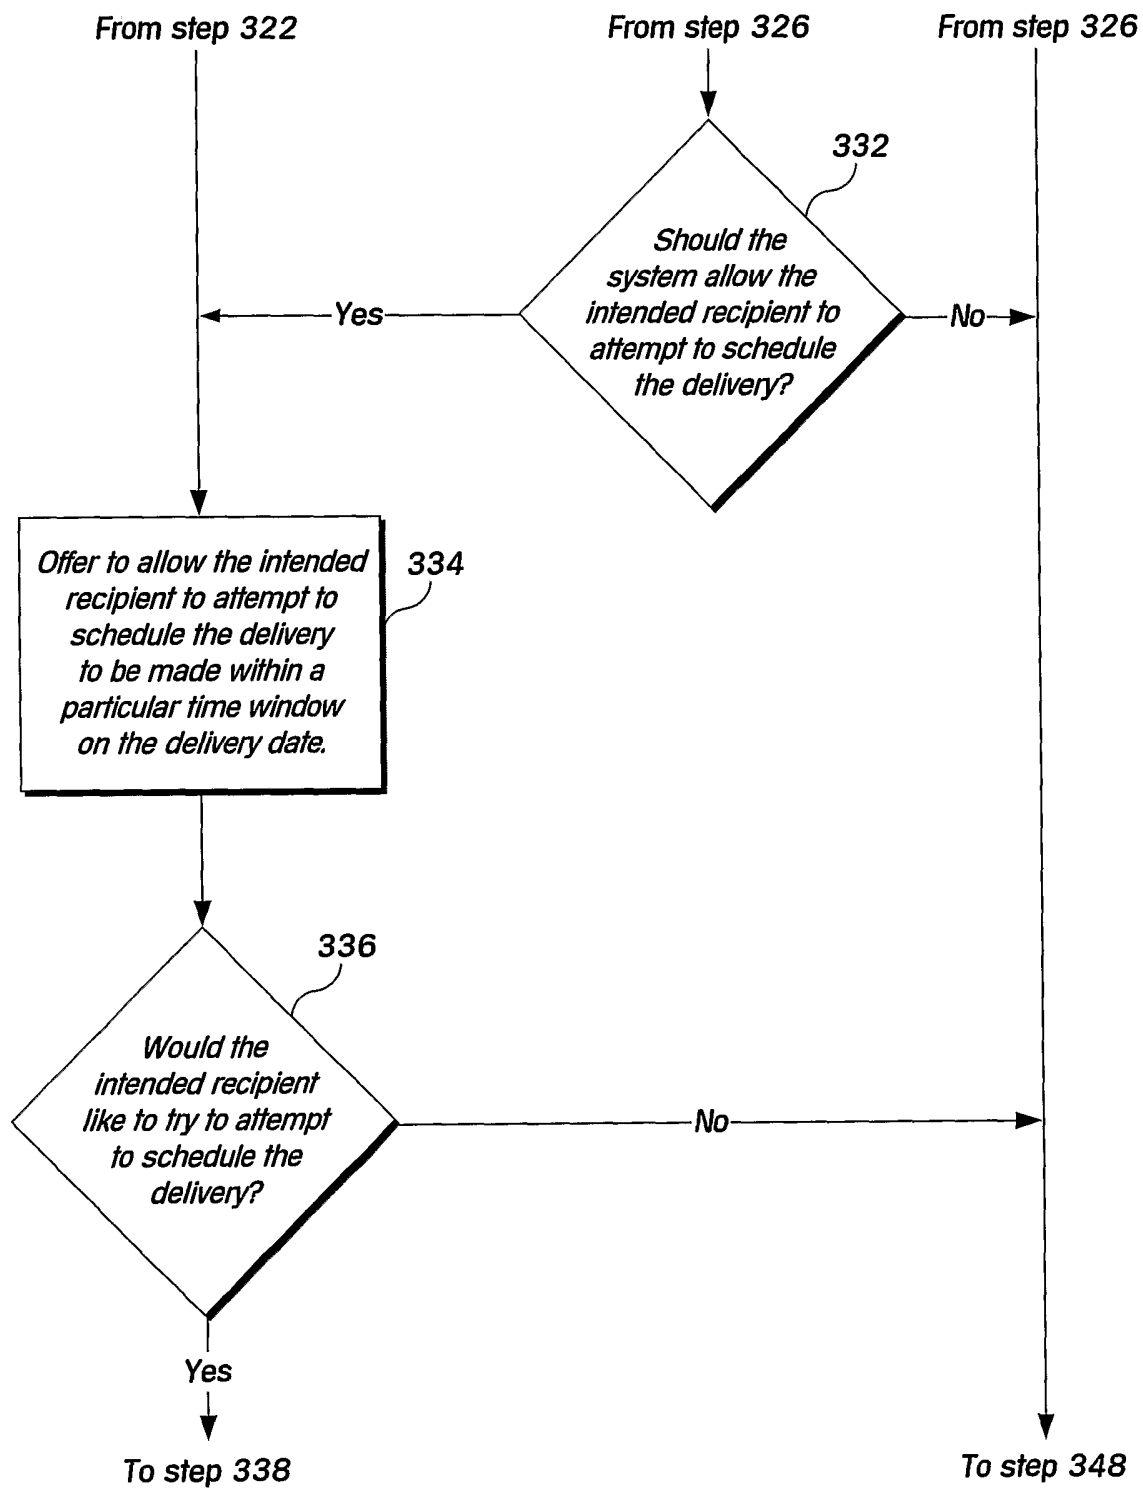 From step 322
From step 326
From step 326
332
Should the
system allow the
intended recipient to
attempt to schedule
the delivery?
Yes
No
Offer to allow the intended
recipient to attempt to
schedule the delivery
to be made within a
particular time window
on the delivery date.
334
336
Would the
intended recipient
like to try to attempt
to schedule the
delivery?
No
Yes
To step 338
To step 348